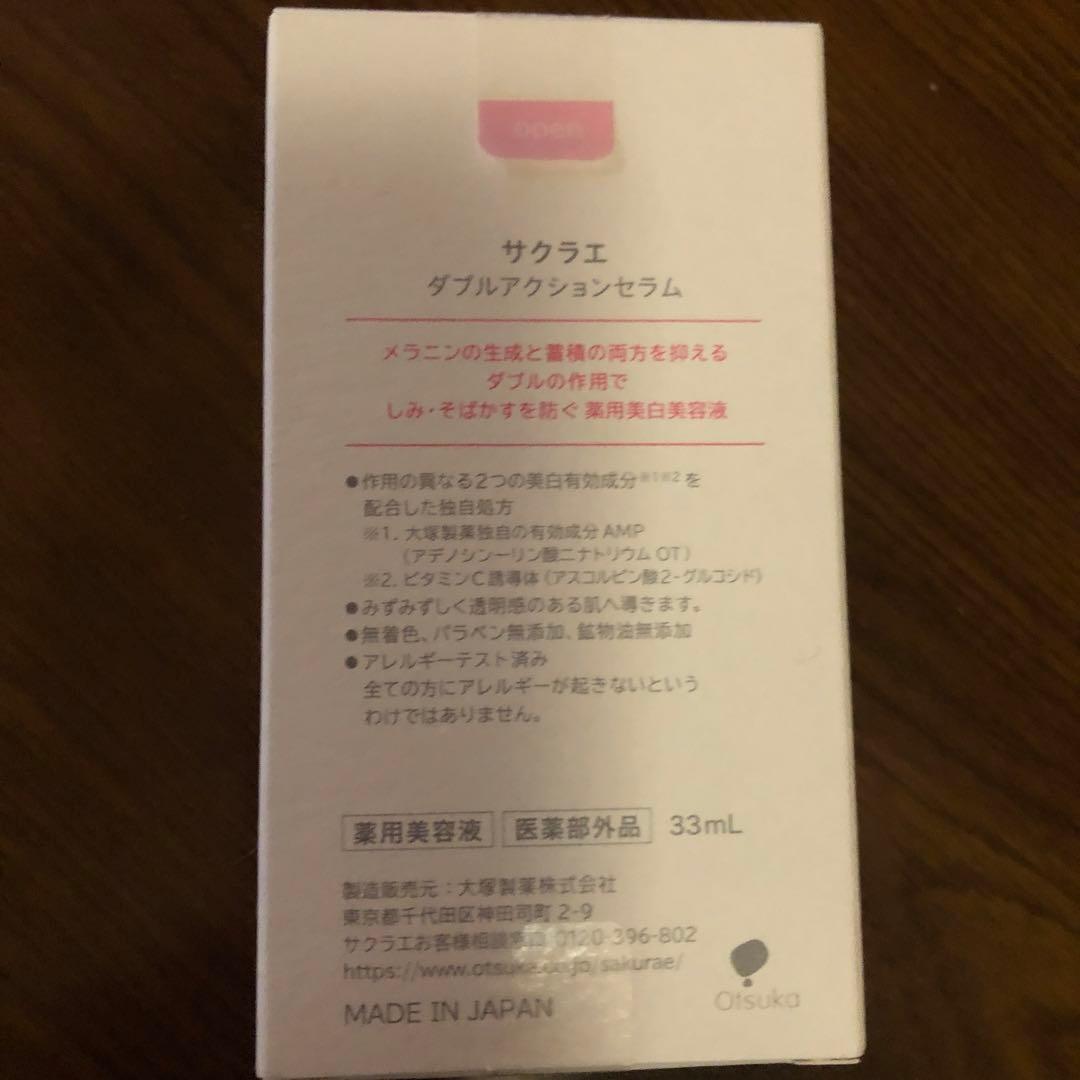 open
サクラエ
ダブルアクションセラム
メラニンの生成と蓄積の両方を抑える
ダブルの作用で
しみ・そばかすを防ぐ 薬用美白美容液
●作用の異なる2つの美白有効成分※1※2を
配合した独自処方
※1. 大塚製薬独自の有効成分 AMP
(アデノシン一リン酸二ナトリウム OT)
※2. ビタミンC誘導体 (アスコルビン酸2-グルコシド)
●みずみずしく透明感のある肌へ導きます。
●無着色、パラベン無添加、鉱物油無添加
●アレルギーテスト済み
全ての方にアレルギーが起きないという
わけではありません。
薬用美容液 医薬部外品 33mL
製造販売元:大塚製薬株式会社
東京都千代田区神田司町 2-9
サクラエお客様相談窓口 0120-396-802
https://www.otsuka.co.jp/sakurae/
MADE IN JAPAN
Otsuka